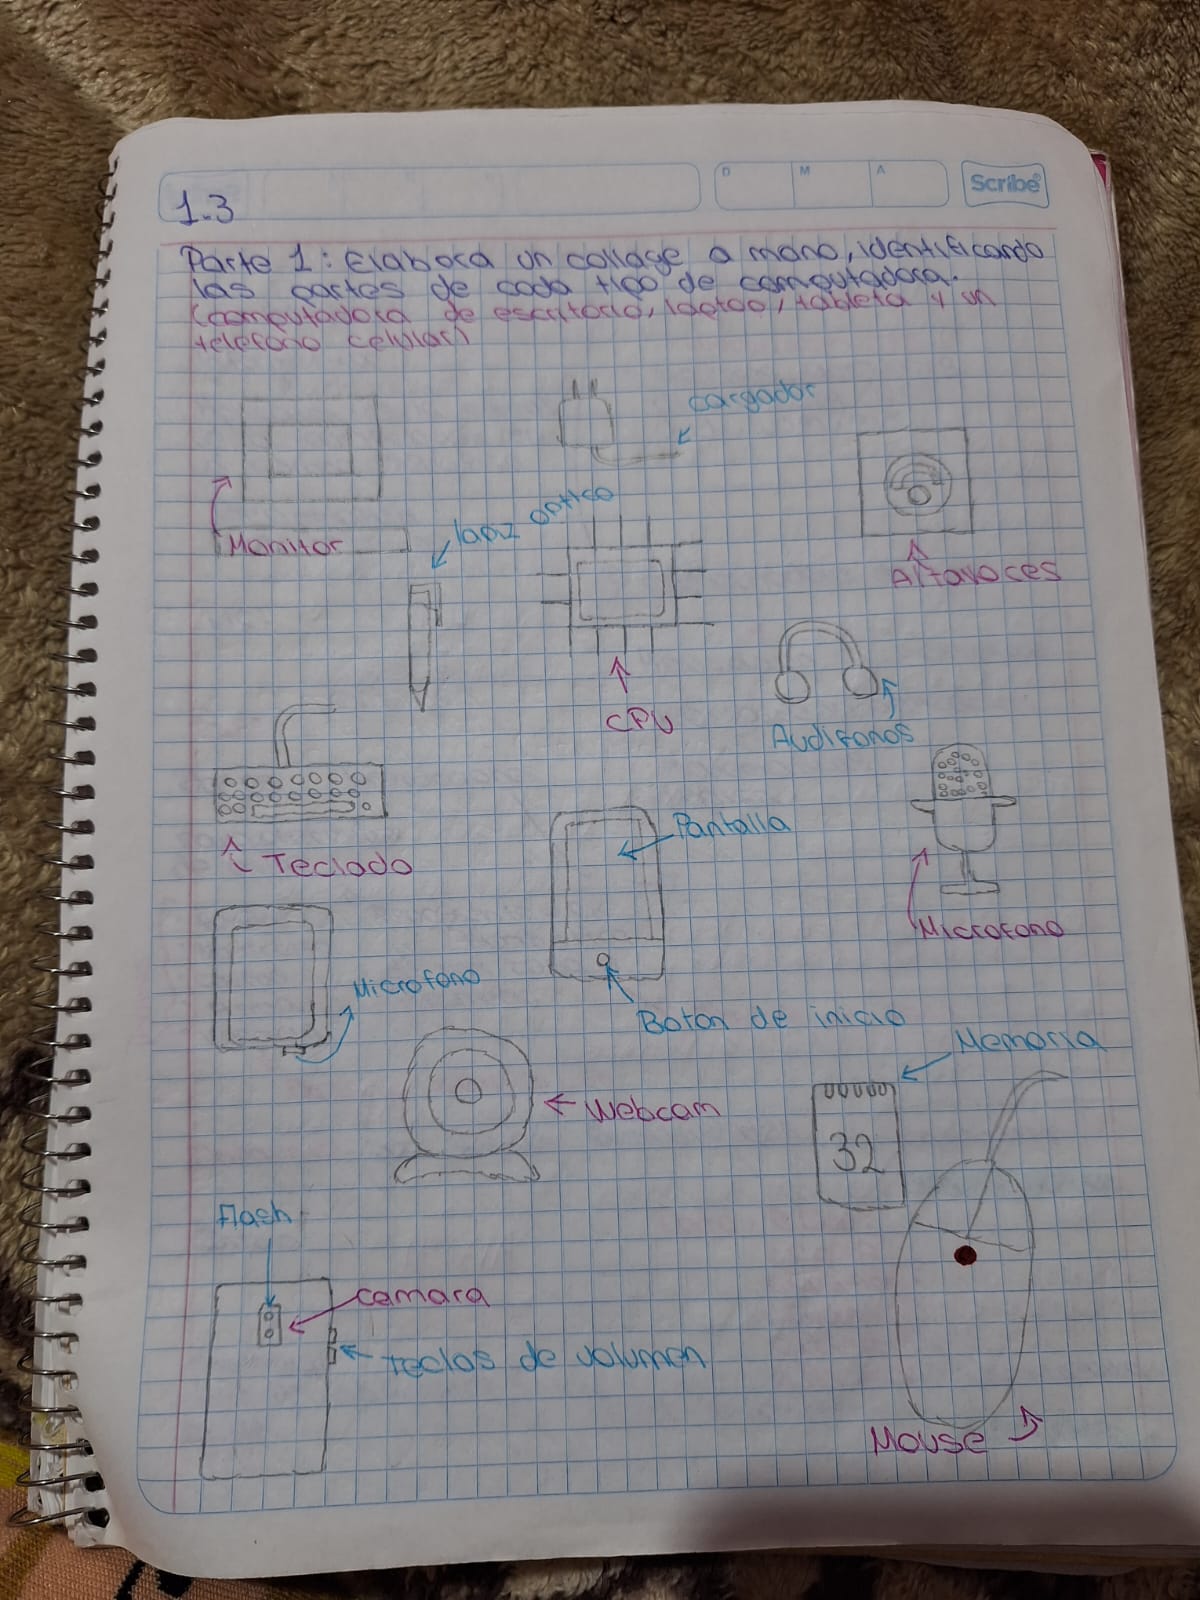 D M A
Scribe
1.3
Parte 1: Elabora un collage a mano, identificando
las partes de cada tipo de computadora.
(computadora de escritorio, laptop, tableta y un
telefono celular)
cargador
Monitor
lapiz optico
Altavoces
CPU
Audifonos
Teclado
Pantalla
Microfono
Microfono
Boton de inicio
Memoria
Webcam
32
flash
camara
teclas de volumen
Mouse